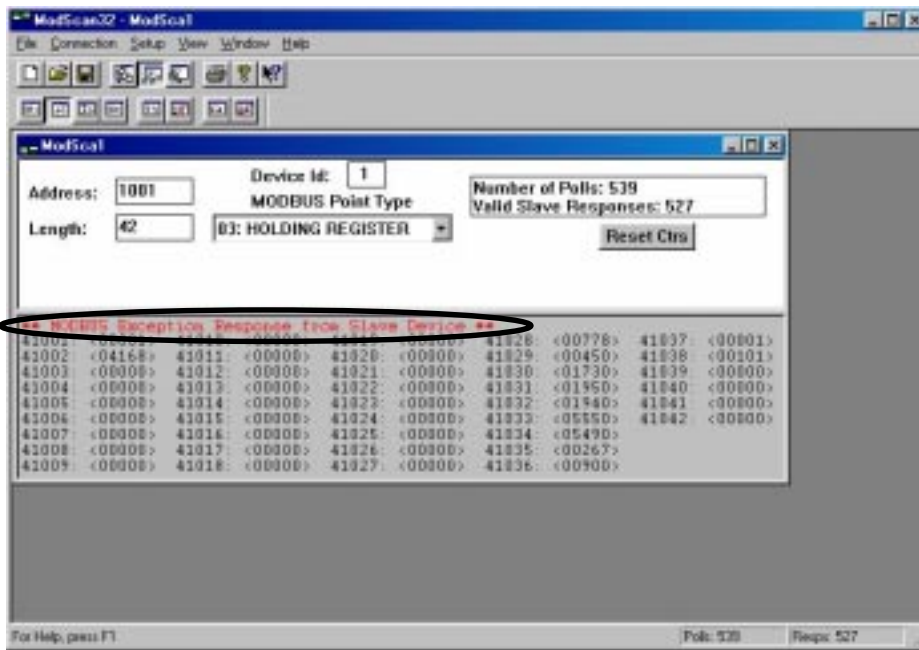 ModScan32 - ModSca1
File Connection Setup View Window Help
ModSca1
Address: 1001
Device Id: 1
MODBUS Point Type
Length: 42
03: HOLDING REGISTER
Number of Polls: 539
Valid Slave Responses: 527
Reset Ctrs
** MODBUS Exception Response from Slave Device **
41028: <00778> 41037: <00001>
41002: <04168> 41011: <00000> 41020: <00000> 41029: <00450> 41038: <00101>
41003: <00000> 41012: <00000> 41021: <00000> 41030: <01730> 41039: <00000>
41004: <00000> 41013: <00000> 41022: <00000> 41031: <01950> 41040: <00000>
41005: <00000> 41014: <00000> 41023: <00000> 41032: <01940> 41041: <00000>
41006: <00000> 41015: <00000> 41024: <00000> 41033: <05550> 41042: <00000>
41007: <00000> 41016: <00000> 41025: <00000> 41034: <05490>
41008: <00000> 41017: <00000> 41026: <00000> 41035: <00267>
41009: <00000> 41018: <00000> 41027: <00000> 41036: <00900>
For Help, press F1
Polls: 539
Resps: 527